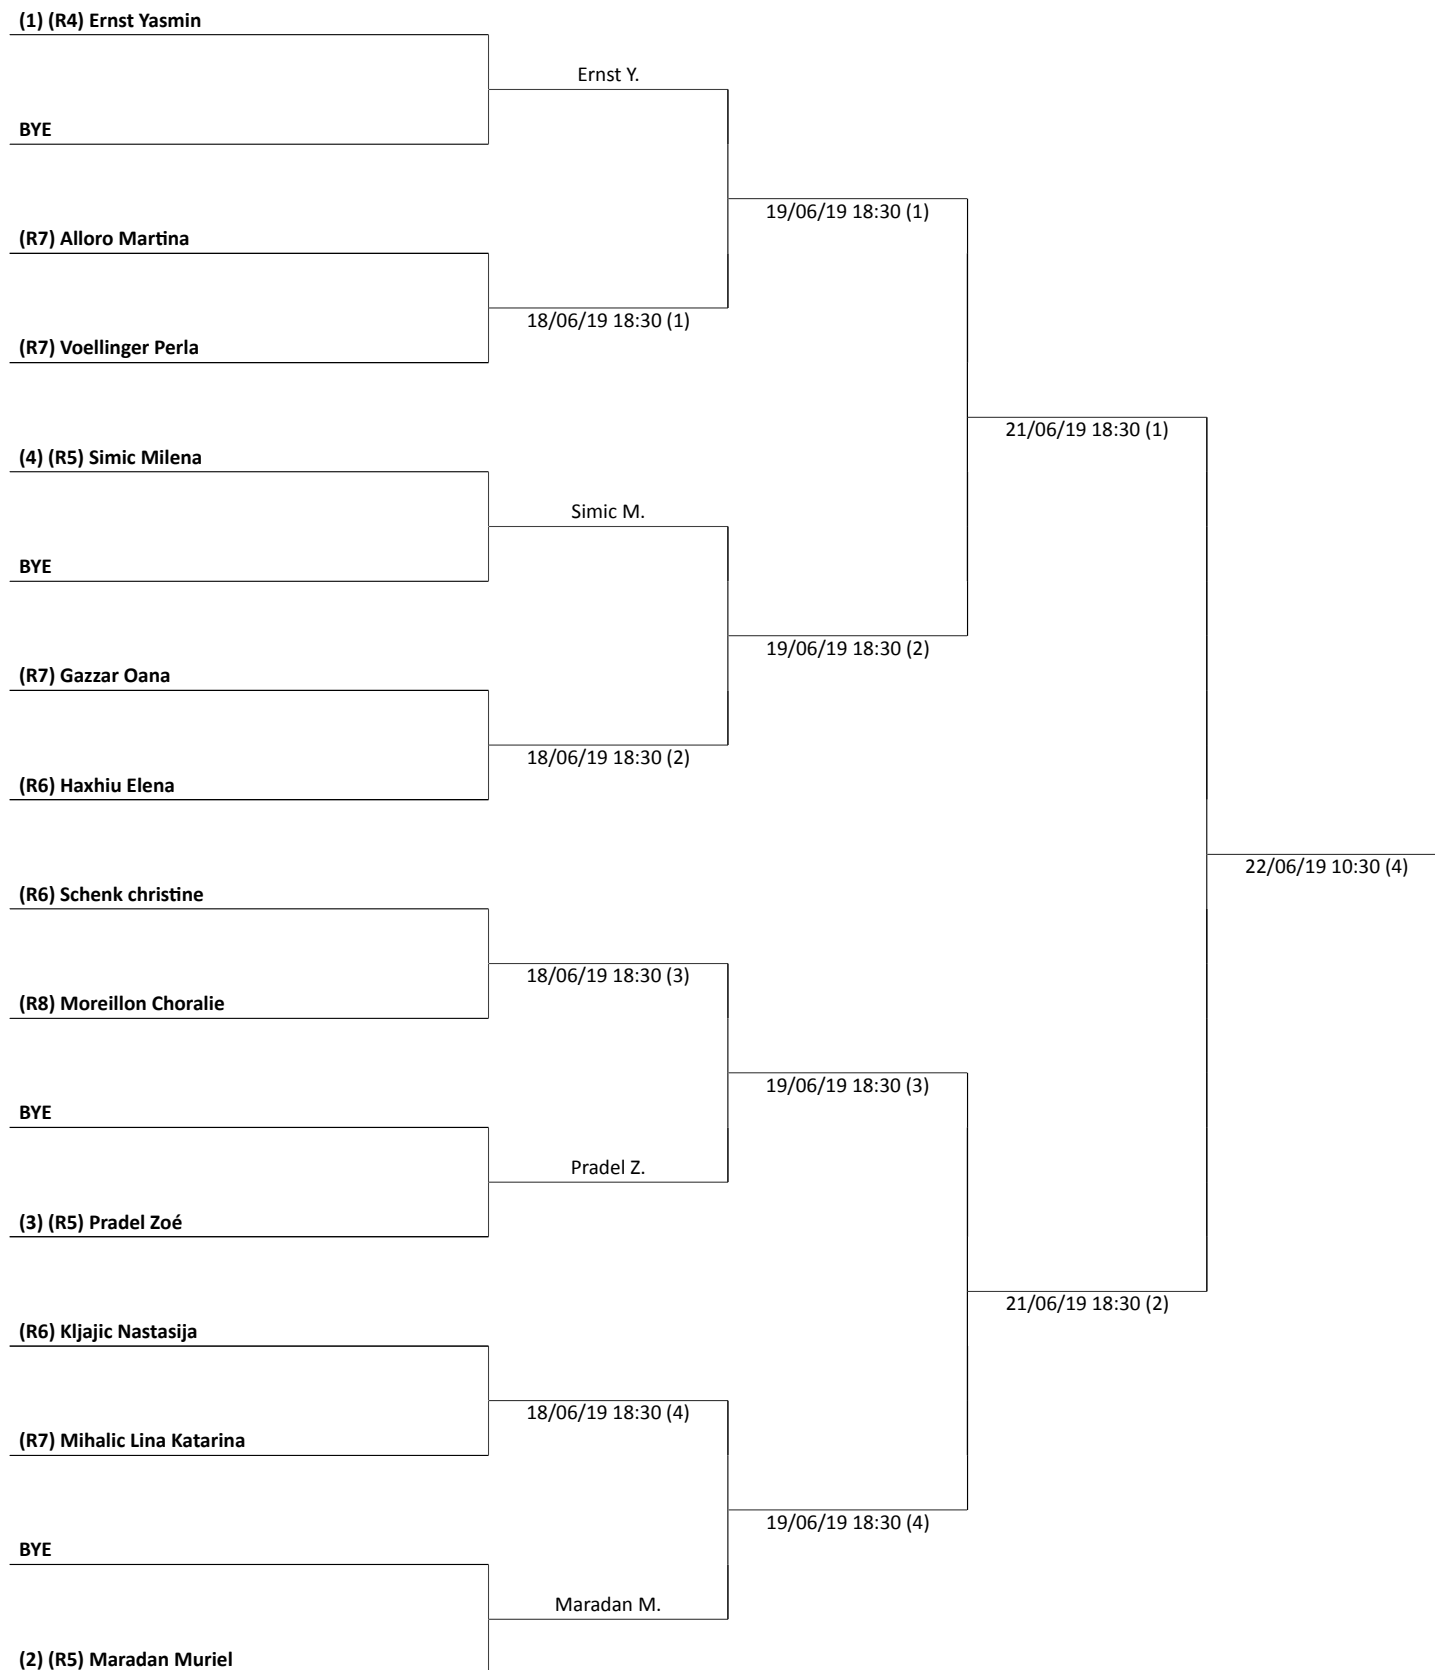 (1) (R4) Ernst Yasmin
Ernst Y.
BYE
19/06/19 18:30 (1)
(R7) Alloro Martina
18/06/19 18:30 (1)
(R7) Voellinger Perla
21/06/19 18:30 (1)
(4) (R5) Simic Milena
Simic M.
BYE
19/06/19 18:30 (2)
(R7) Gazzar Oana
18/06/19 18:30 (2)
(R6) Haxhiu Elena
22/06/19 10:30 (4)
(R6) Schenk christine
18/06/19 18:30 (3)
(R8) Moreillon Choralie
19/06/19 18:30 (3)
BYE
Pradel Z.
(3) (R5) Pradel Zoé
21/06/19 18:30 (2)
(R6) Kljajic Nastasija
18/06/19 18:30 (4)
(R7) Mihalic Lina Katarina
19/06/19 18:30 (4)
BYE
Maradan M.
(2) (R5) Maradan Muriel